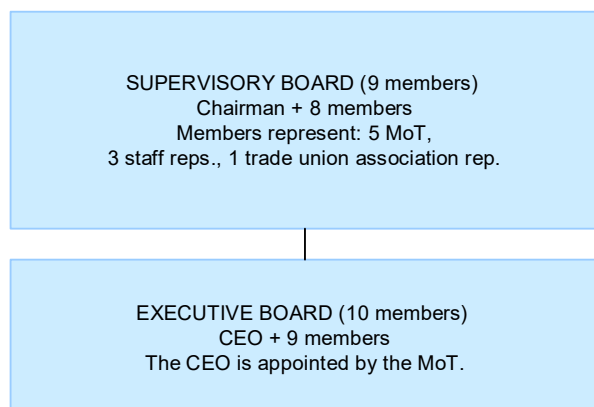 SUPERVISORY BOARD (9 members)
Chairman + 8 members
Members represent: 5 MoT,
3 staff reps., 1 trade union association rep.
EXECUTIVE BOARD (10 members)
CEO + 9 members
The CEO is appointed by the MoT.